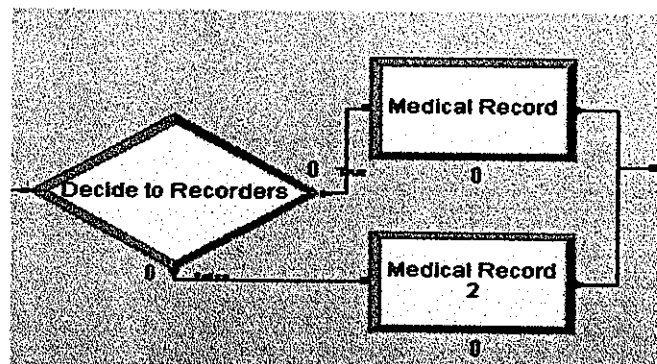 Medical Record
0
0 True
Decide to Recorders
0 False
Medical Record
2
0